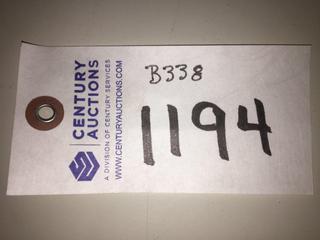 CENTURY
AUCTIONS
A DIVISION OF CENTURY SERVICES
WWW.CENTURYAUCTIONS.COM
B338
1194